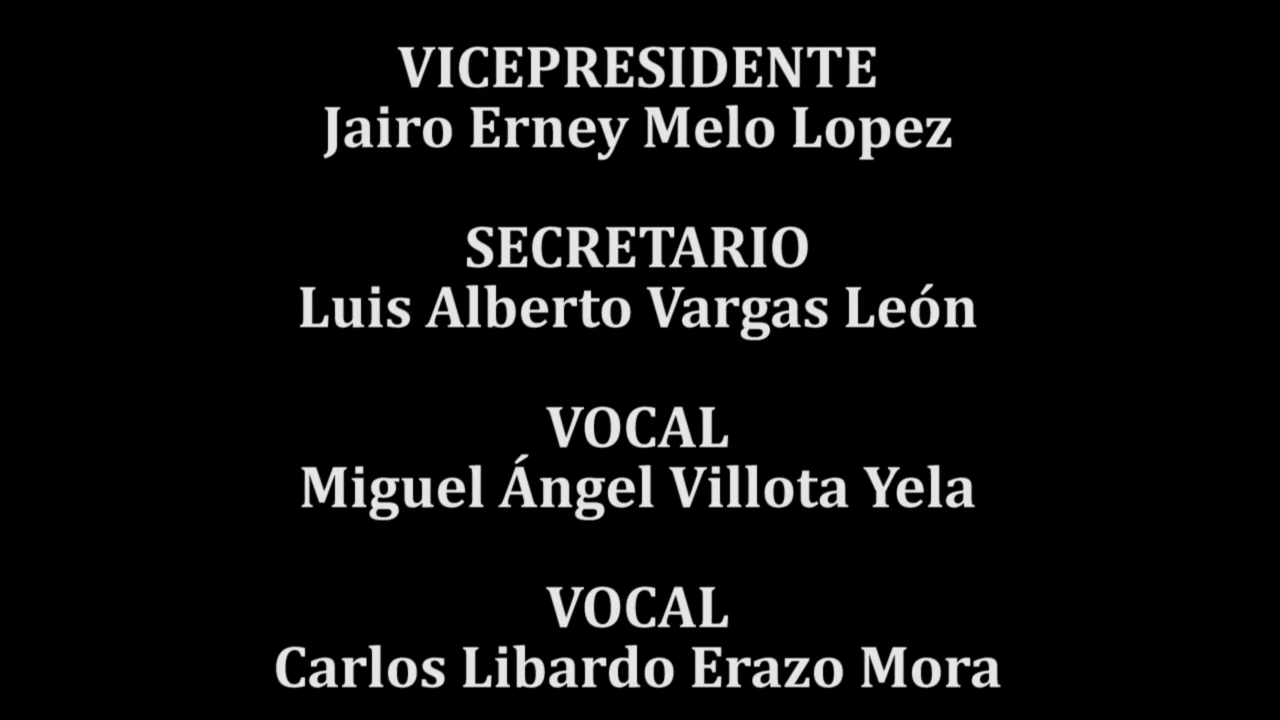 VICEPRESIDENTE
Jairo Erney Melo Lopez
SECRETARIO
Luis Alberto Vargas León
VOCAL
Miguel Ángel Villota Yela
VOCAL
Carlos Libardo Erazo Mora